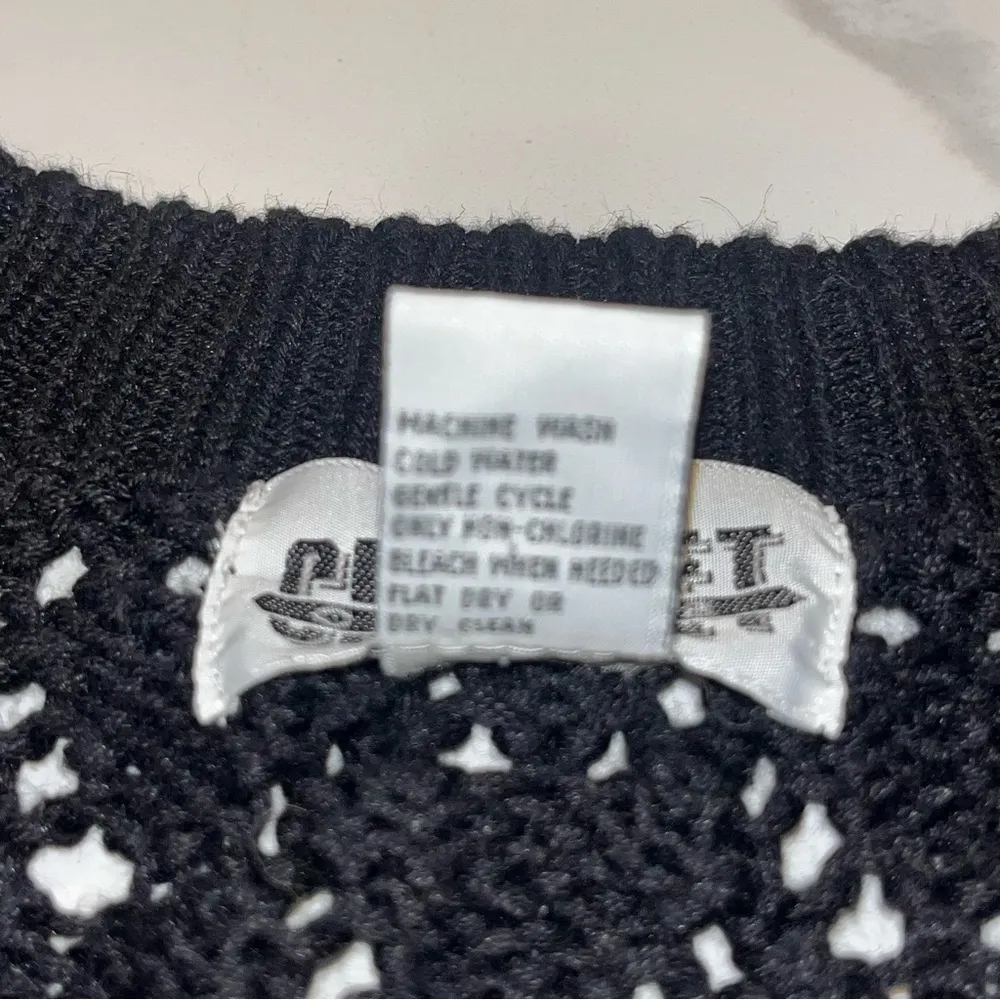 MACHINE WASH
COLD WATER
GENTLE CYCLE
ONLY NON-CHLORINE
BLEACH WHEN NEEDED
FLAT DRY OR
DRY CLEAN